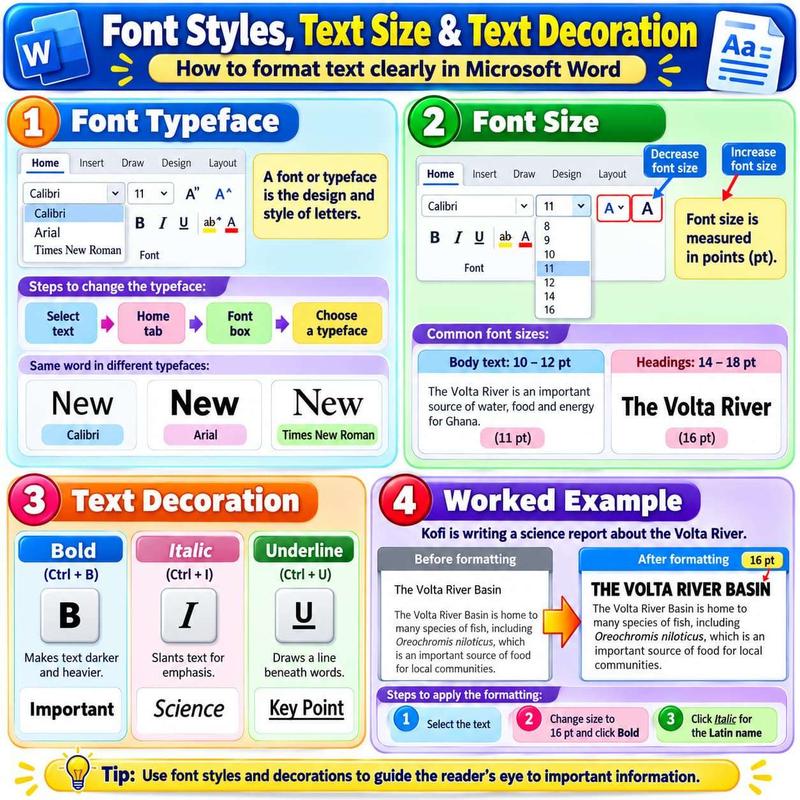 W
Font Styles, Text Size & Text Decoration
How to format text clearly in Microsoft Word
Aa
1 Font Typeface
Home Insert Draw Design Layout
Calibri 11 A" A^
Calibri
Arial
Times New Roman
B I U ab A
Font
A font or typeface
is the design and
style of letters.
Steps to change the typeface:
Select
text
Home
tab
Font
box
Choose
a typeface
Same word in different typefaces:
New
Calibri
New
Arial
New
Times New Roman
2 Font Size
Decrease
font size
Increase
font size
Home Insert Draw Design Layout
Calibri 11 A A
B I U ab A
Font
8
9
10
11
12
14
16
Font size is
measured
in points (pt).
Common font sizes:
Body text: 10 – 12 pt
The Volta River is an important
source of water, food and energy
for Ghana.
(11 pt)
Headings: 14 – 18 pt
The Volta River
(16 pt)
3 Text Decoration
Bold
(Ctrl + B)
B
Makes text darker
and heavier.
Important
Italic
(Ctrl + I)
I
Slants text for
emphasis.
Science
Underline
(Ctrl + U)
U
Draws a line
beneath words.
Key Point
4 Worked Example
Kofi is writing a science report about the Volta River.
Before formatting
The Volta River Basin
The Volta River Basin is home to
many species of fish, including
Oreochromis niloticus, which
is an important source of food
for local communities.
After formatting
16 pt
THE VOLTA RIVER BASIN
The Volta River Basin is home to
many species of fish, including
Oreochromis niloticus, which is an
important source of food for local
communities.
Steps to apply the formatting:
1 Select the text
2 Change size to
16 pt and click Bold
3 Click Italic for
the Latin name
Tip: Use font styles and decorations to guide the reader's eye to important information.